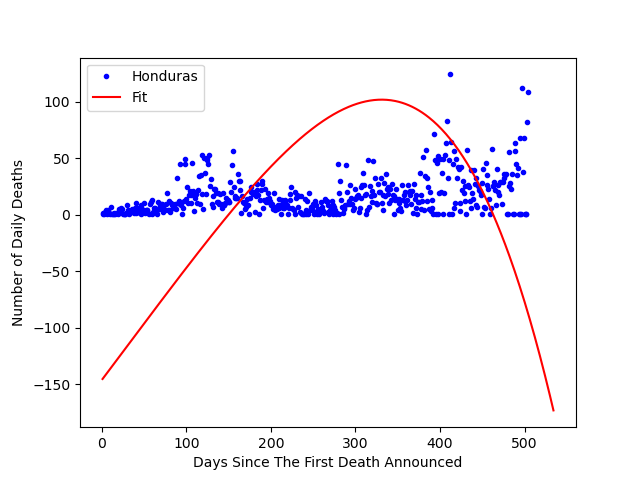 Honduras
Fit
100
50
0
−50
−100
−150
0 100 200 300 400 500
Number of Daily Deaths
Days Since The First Death Announced